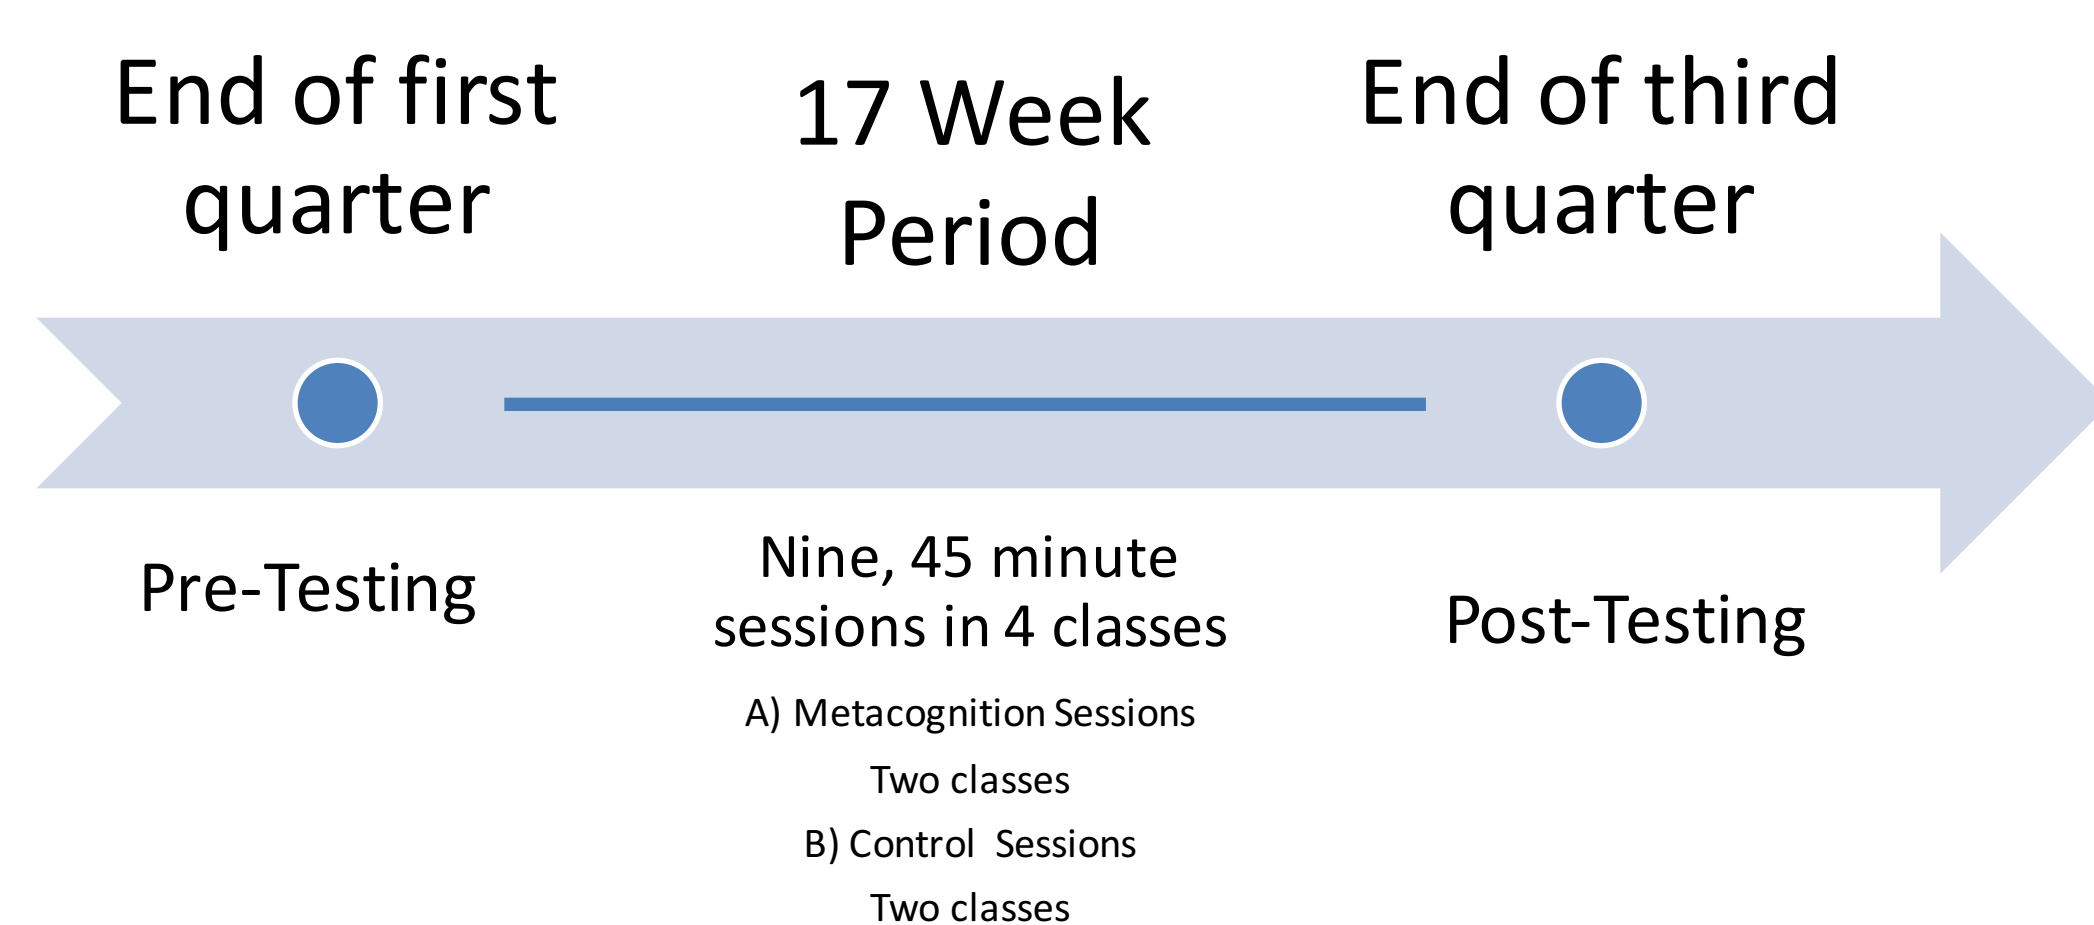 End of first
quarter
17 Week
Period
End of third
quarter
Pre-Testing
Nine, 45 minute
sessions in 4 classes
A) Metacognition Sessions
Two classes
B) Control Sessions
Two classes
Post-Testing